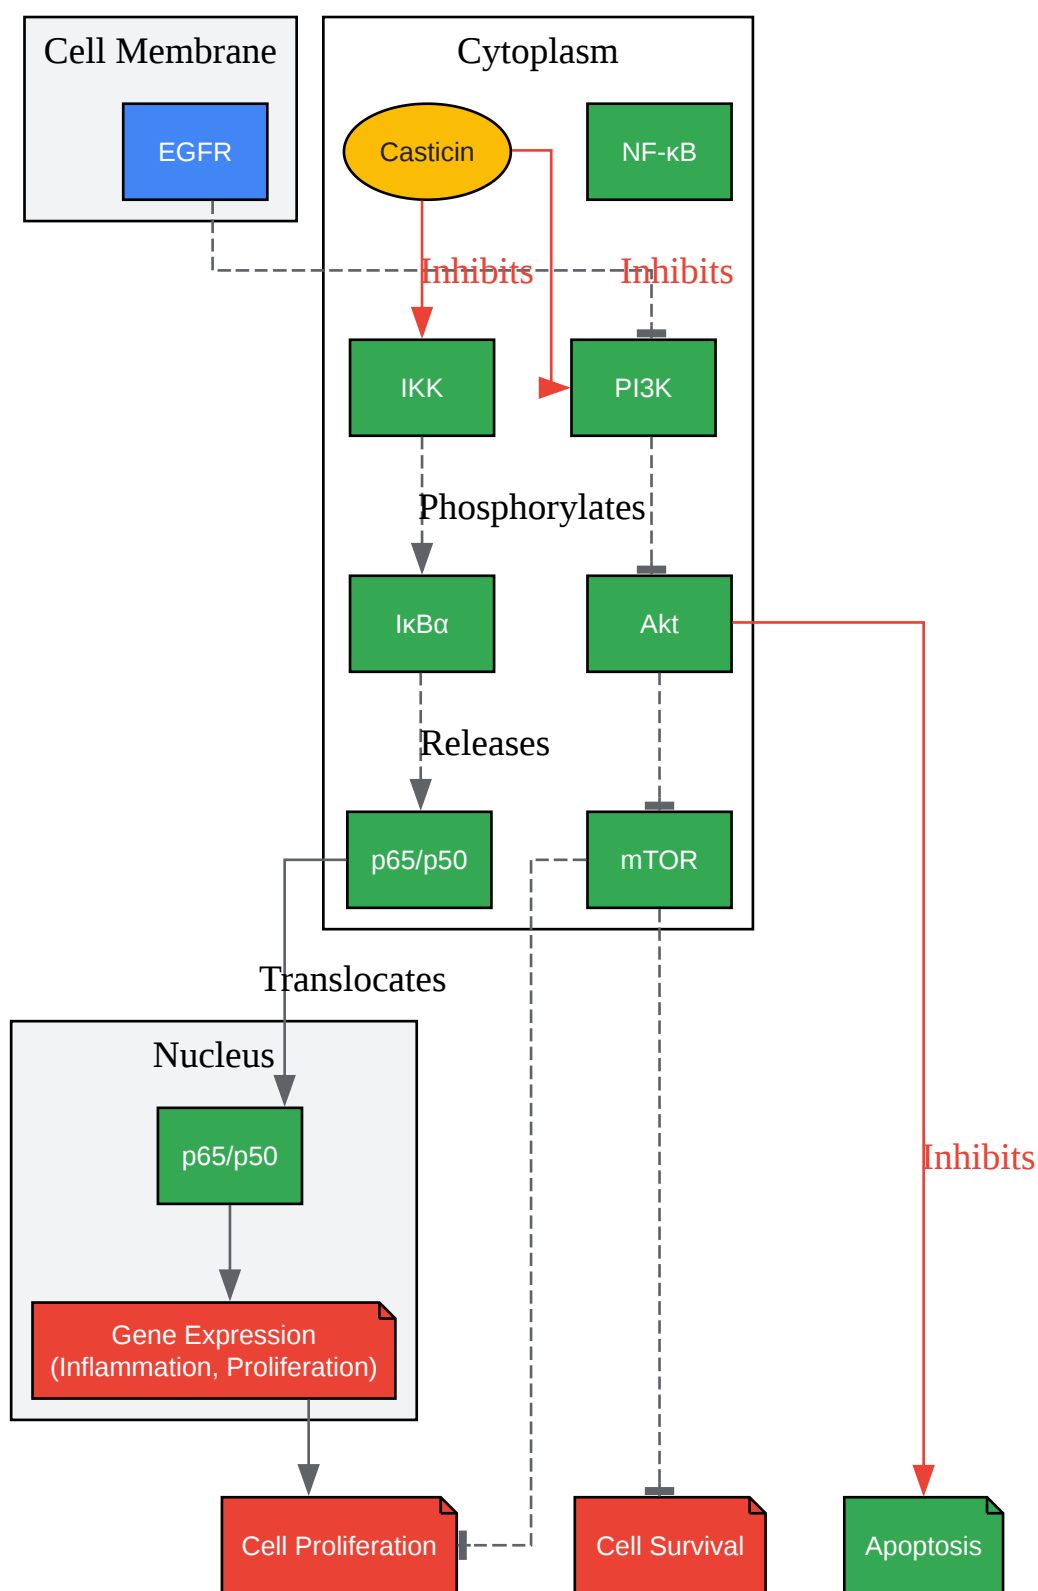 Cell Membrane
Cytoplasm
EGFR
Casticin
NF-κB
Inhibits
Inhibits
IKK
PI3K
Phosphorylates
IκBα
Akt
Releases
p65/p50
mTOR
Translocates
Nucleus
p65/p50
Inhibits
Gene Expression
(Inflammation, Proliferation)
Cell Proliferation
Cell Survival
Apoptosis